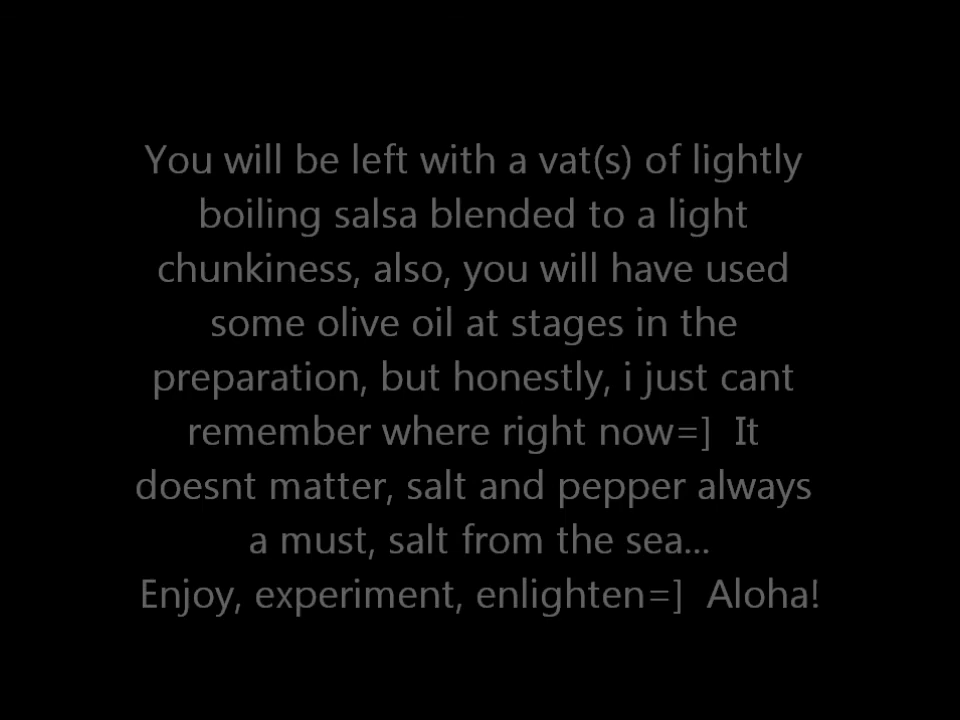 You will be left with a vat(s) of lightly
boiling salsa blended to a light
chunkiness, also, you will have used
some olive oil at stages in the
preparation, but honestly, i just cant
remember where right now=]  It
doesnt matter, salt and pepper always
a must, salt from the sea...
Enjoy, experiment, enlighten=]  Aloha!